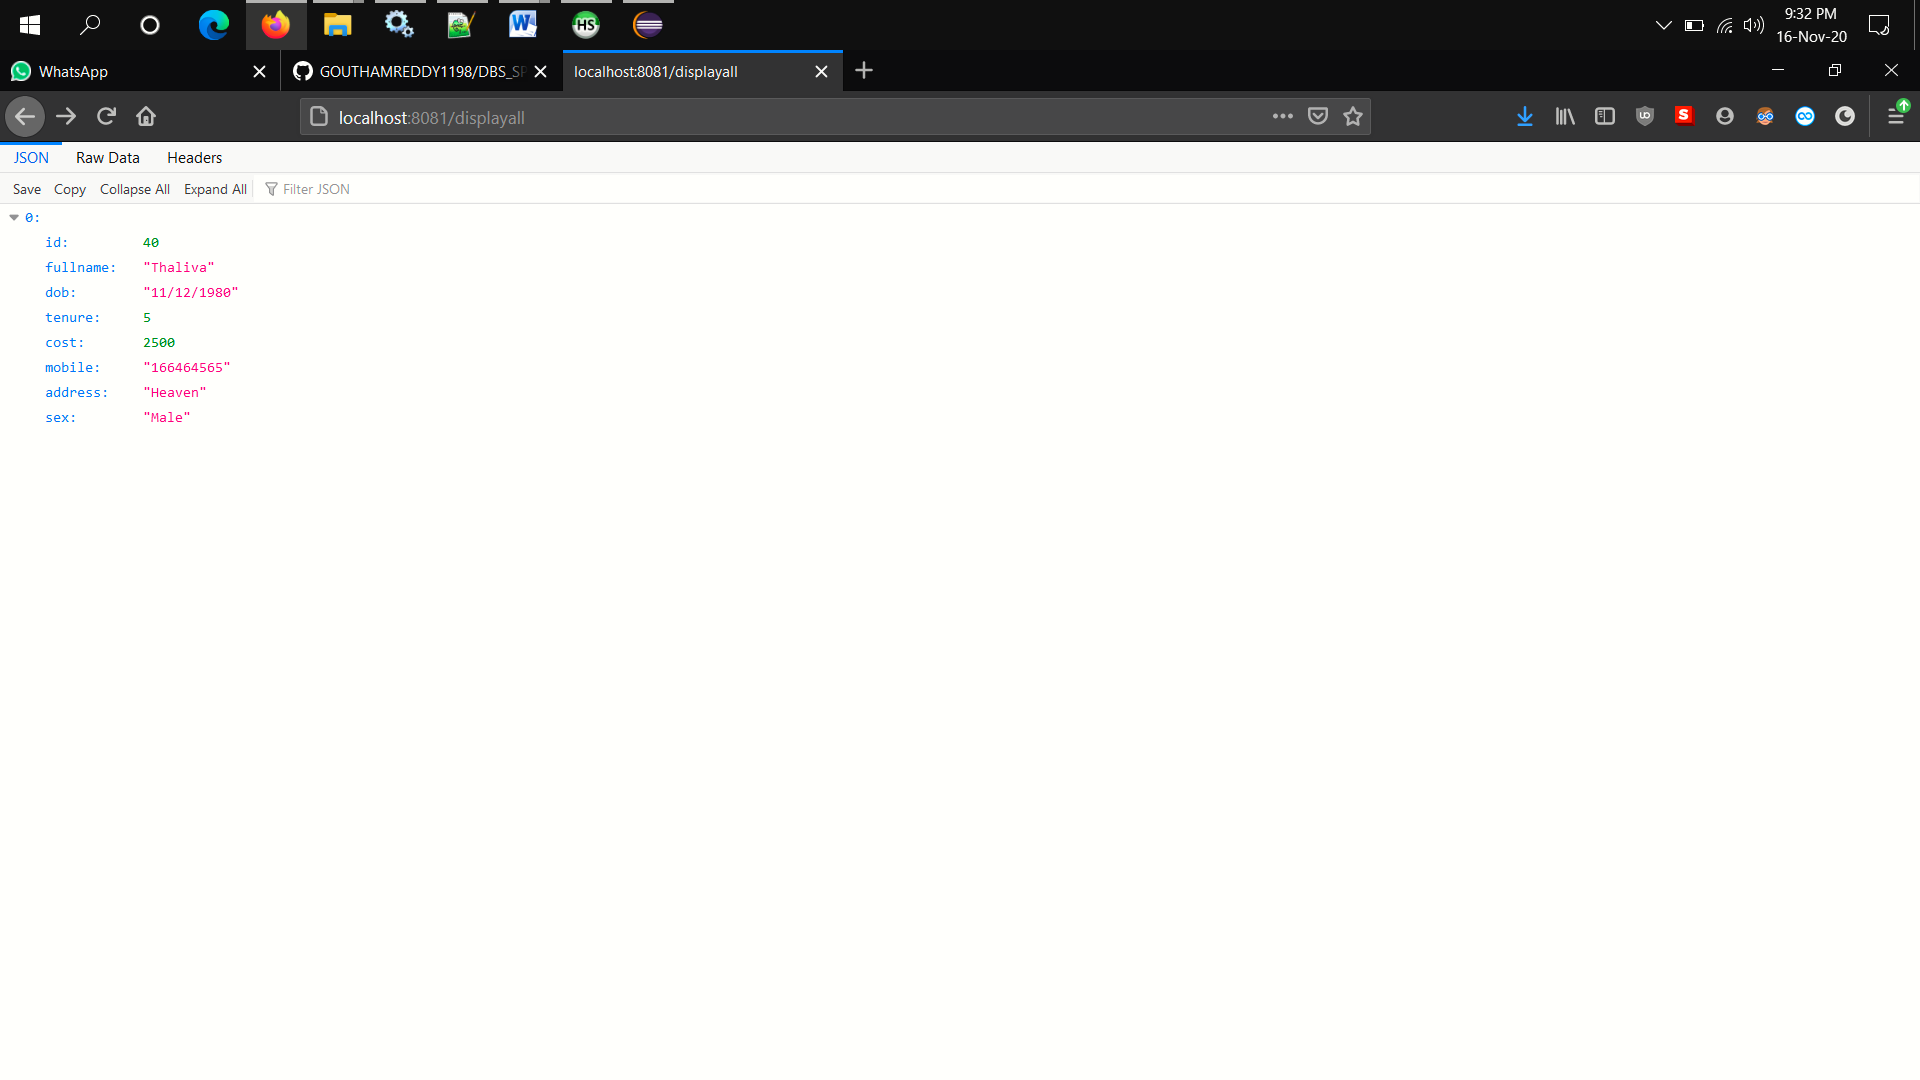 9:32 PM
16-Nov-20
WhatsApp
GOUTHAMREDDY1198/DBS_SP
localhost:8081/displayall
localhost:8081/displayall
JSON Raw Data Headers
Save Copy Collapse All Expand All Filter JSON
0:
id: 40
fullname: "Thaliva"
dob: "11/12/1980"
tenure: 5
cost: 2500
mobile: "166464565"
address: "Heaven"
sex: "Male"